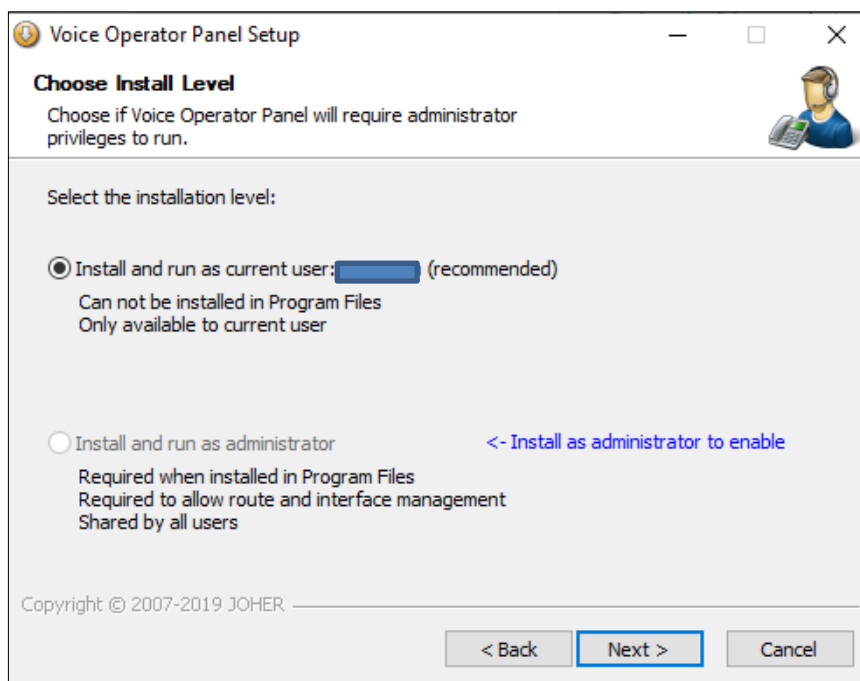 Voice Operator Panel Setup
Choose Install Level
Choose if Voice Operator Panel will require administrator
privileges to run.
Select the installation level:
Install and run as current user: (recommended)
Can not be installed in Program Files
Only available to current user
Install and run as administrator <- Install as administrator to enable
Required when installed in Program Files
Required to allow route and interface management
Shared by all users
Copyright © 2007-2019 JOHER
< Back Next > Cancel